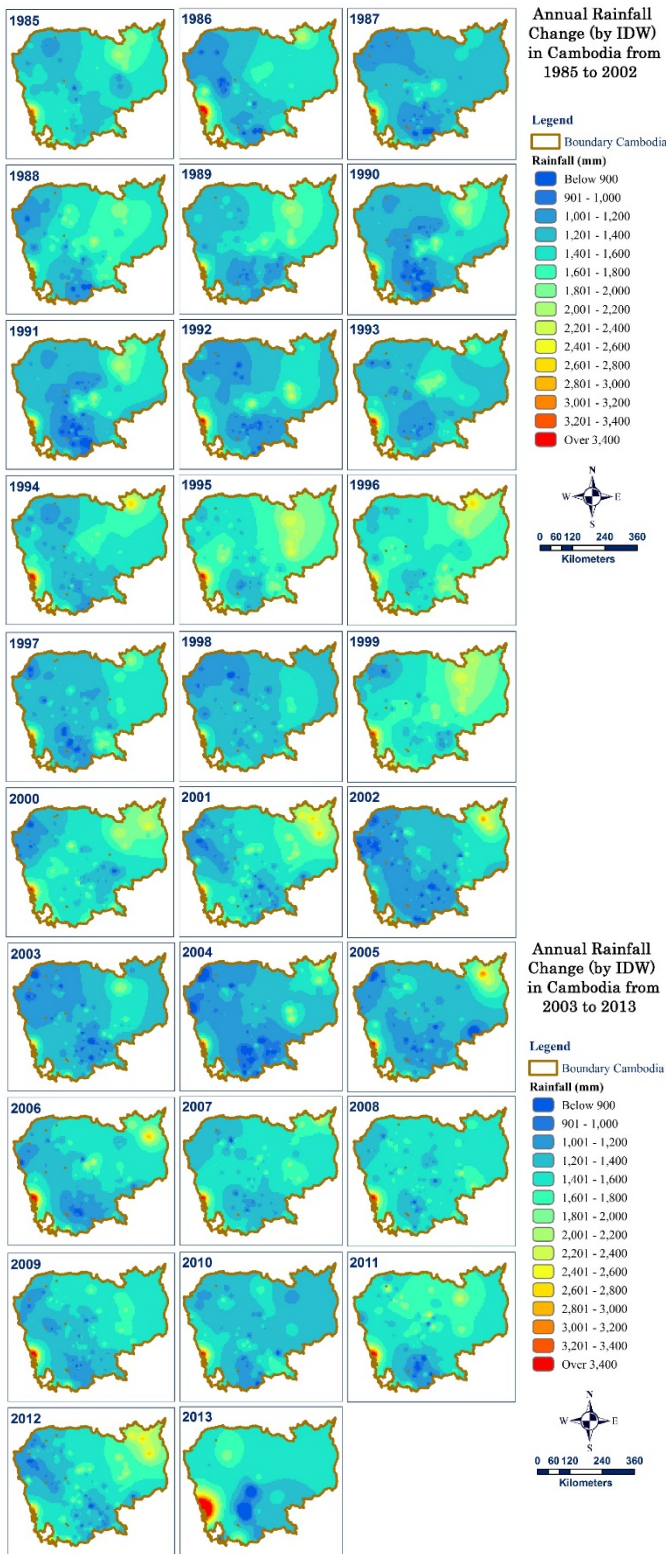 1985
1986
1987
Annual Rainfall
Change (by IDW)
in Cambodia from
1985 to 2002
Legend
Boundary Cambodia
Rainfall (mm)
Below 900
901 - 1,000
1,001 - 1,200
1,201 - 1,400
1,401 - 1,600
1,601 - 1,800
1,801 - 2,000
2,001 - 2,200
2,201 - 2,400
2,401 - 2,600
2,601 - 2,800
2,801 - 3,000
3,001 - 3,200
3,201 - 3,400
Over 3,400
N
W E
S
0 60 120 240 360
Kilometers
1988
1989
1990
1991
1992
1993
1994
1995
1996
1997
1998
1999
2000
2001
2002
2003
2004
2005
Annual Rainfall
Change (by IDW)
in Cambodia from
2003 to 2013
Legend
Boundary Cambodia
Rainfall (mm)
Below 900
901 - 1,000
1,001 - 1,200
1,201 - 1,400
1,401 - 1,600
1,601 - 1,800
1,801 - 2,000
2,001 - 2,200
2,201 - 2,400
2,401 - 2,600
2,601 - 2,800
2,801 - 3,000
3,001 - 3,200
3,201 - 3,400
Over 3,400
N
W E
S
0 60 120 240 360
Kilometers
2006
2007
2008
2009
2010
2011
2012
2013